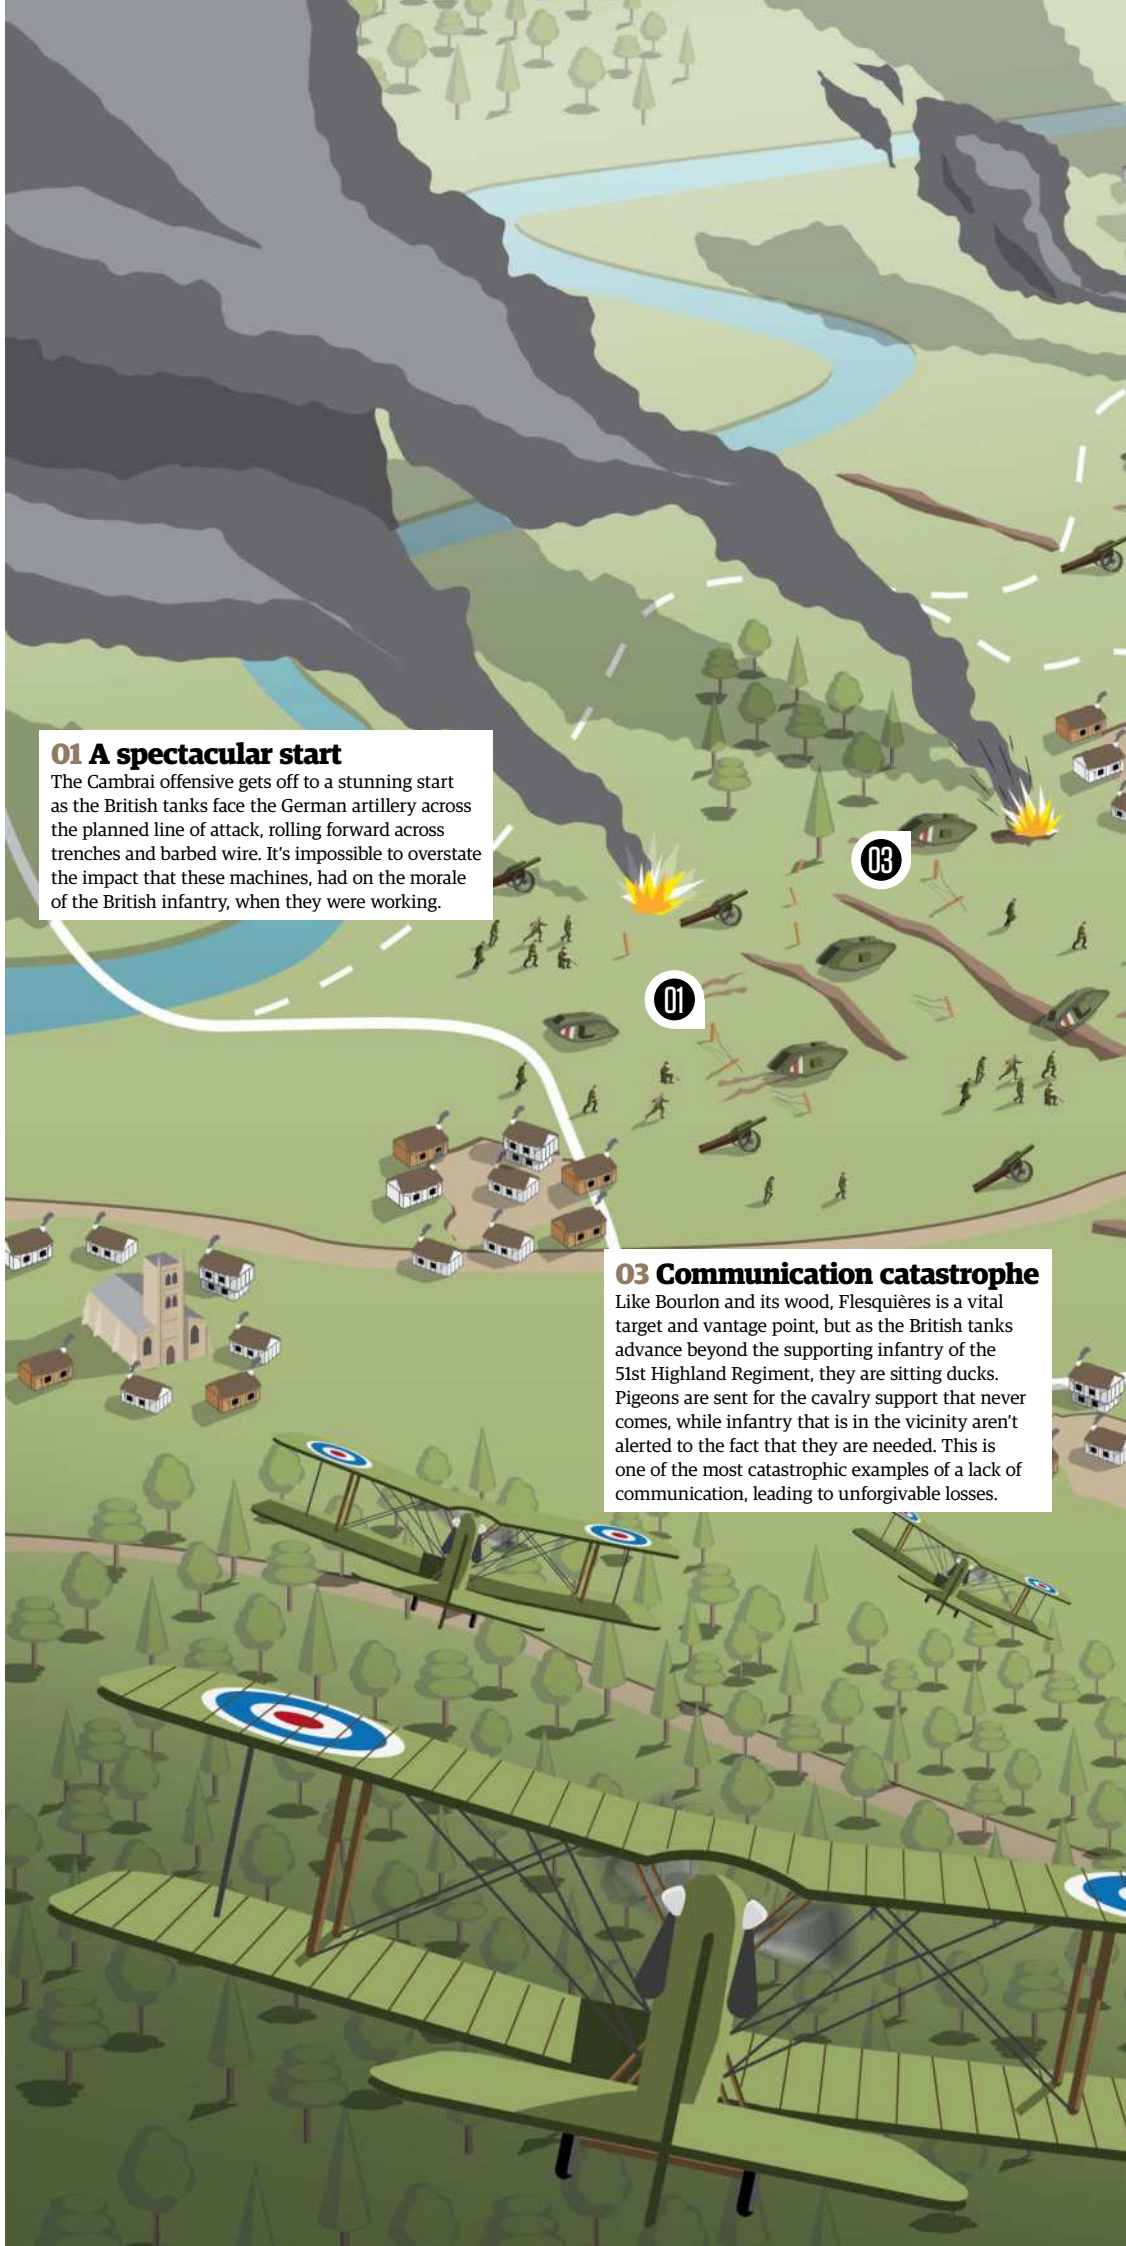 01 A spectacular start
The Cambrai offensive gets off to a stunning start
as the British tanks face the German artillery across
the planned line of attack, rolling forward across
trenches and barbed wire. It's impossible to overstate
the impact that these machines, had on the morale
of the British infantry, when they were working.
03
01
03 Communication catastrophe
Like Bourlon and its wood, Flesquières is a vital
target and vantage point, but as the British tanks
advance beyond the supporting infantry of the
51st Highland Regiment, they are sitting ducks.
Pigeons are sent for the cavalry support that never
comes, while infantry that is in the vicinity aren't
alerted to the fact that they are needed. This is
one of the most catastrophic examples of a lack of
communication, leading to unforgivable losses.